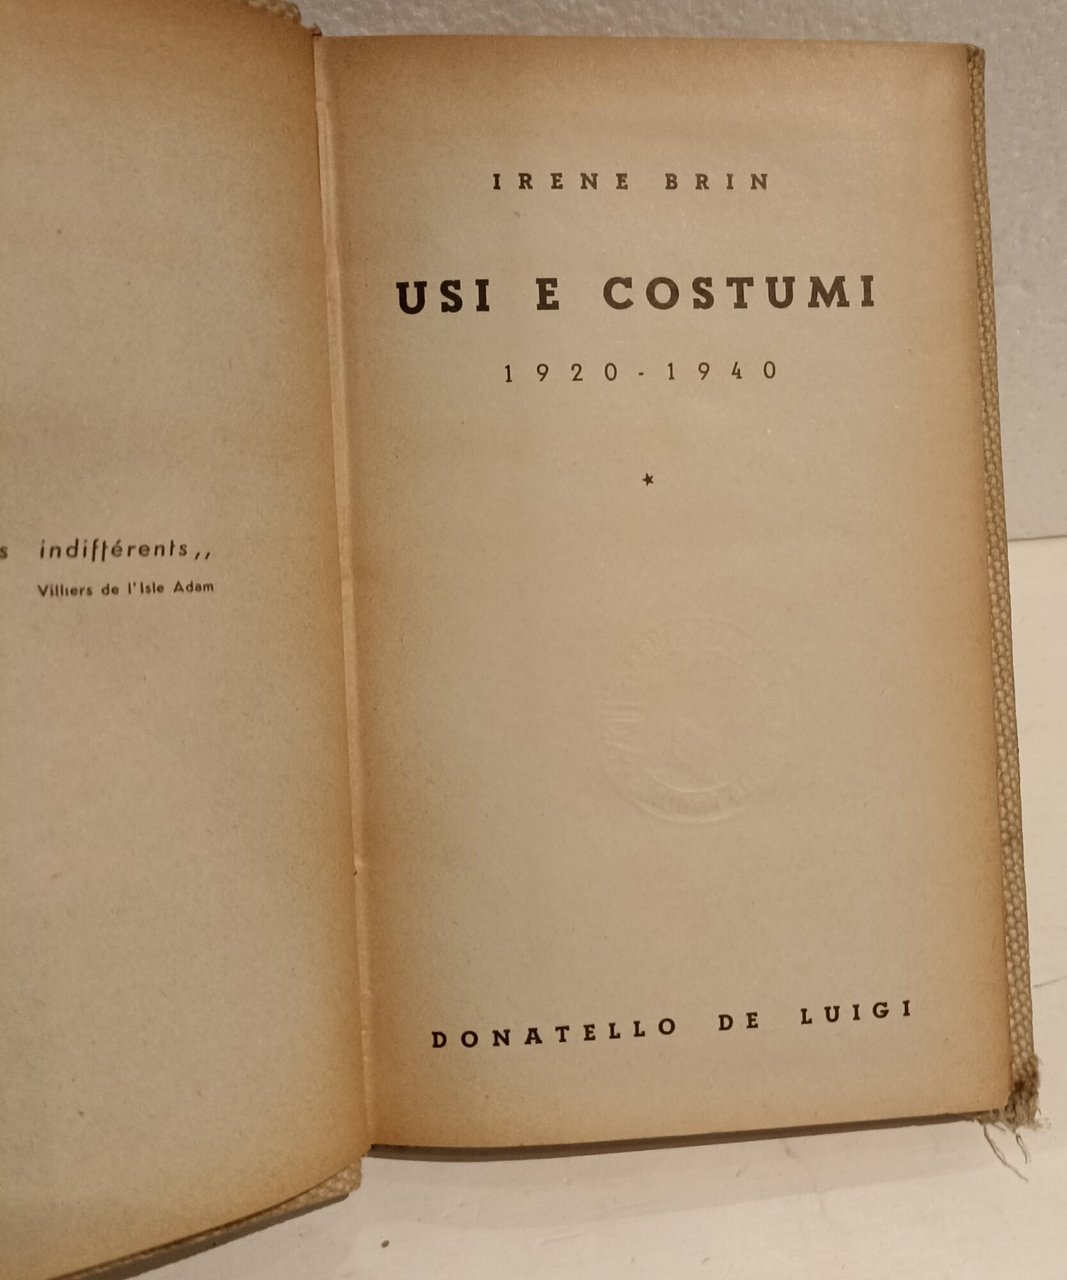 s indifférents,,
Villiers de l'Isle Adam
IRENE BRIN
USI E COSTUMI
1920-1940
★
DONATELLO DE LUIGI